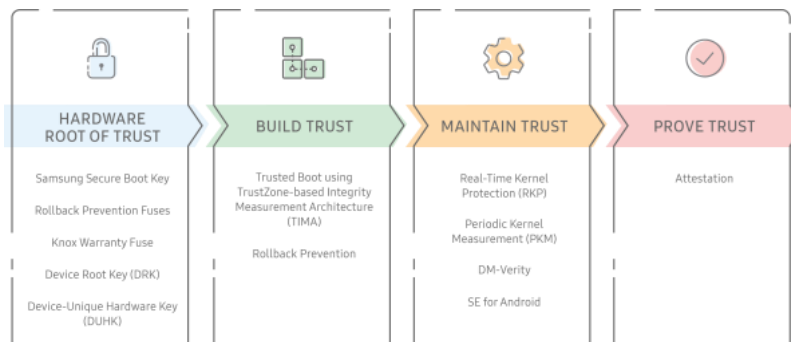 HARDWARE
ROOT OF TRUST
Samsung Secure Boot Key
Rollback Prevention Fuses
Knox Warranty Fuse
Device Root Key (DRK)
Device-Unique Hardware Key
(DUHK)
BUILD TRUST
Trusted Boot using
TrustZone-based Integrity
Measurement Architecture
(TIMA)
Rollback Prevention
MAINTAIN TRUST
Real-Time Kernel
Protection (RKP)
Periodic Kernel
Measurement (PKM)
DM-Verity
SE for Android
PROVE TRUST
Attestation